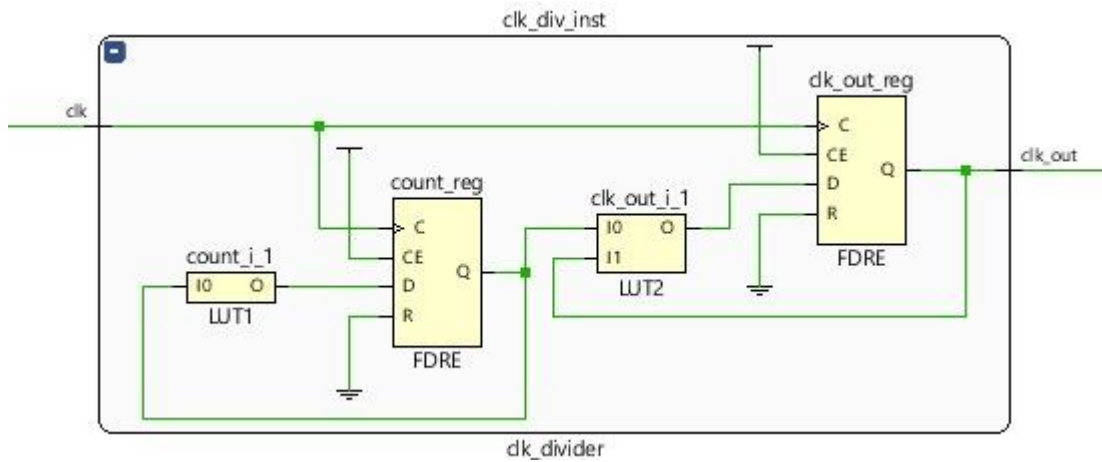 clk_div_inst
clk
clk_out_reg
C
CE
Q
D
R
FDRE
clk_out
count_reg
C
CE
Q
D
R
FDRE
clk_out_i_1
I0 O
I1
LUT2
count_i_1
I0 O
LUT1
clk_divider